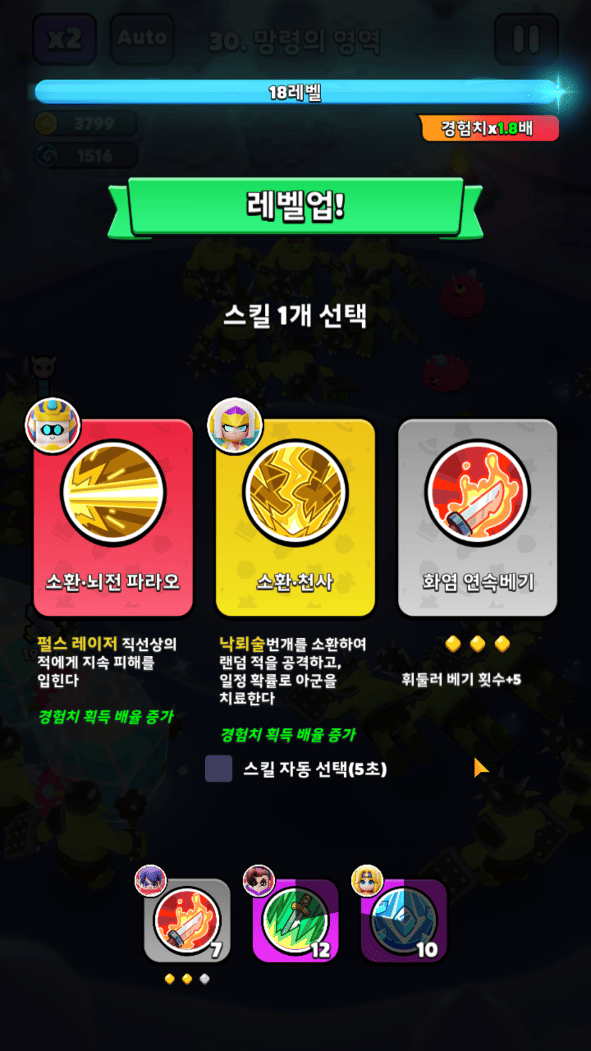 x2
Auto
30. 망령의 영역
18레벨
3799
경험치x1.8배
1516
레벨업!
스킬 1개 선택
소환·뇌전 파라오
소환·천사
화염 연속베기
펄스 레이저 직선상의
적에게 지속 피해를
입힌다
경험치 획득 배율 증가
낙뢰술번개를 소환하여
랜덤 적을 공격하고,
일정 확률로 아군을
치료한다
경험치 획득 배율 증가
휘둘러 베기 횟수+5
스킬 자동 선택(5초)
7
12
10